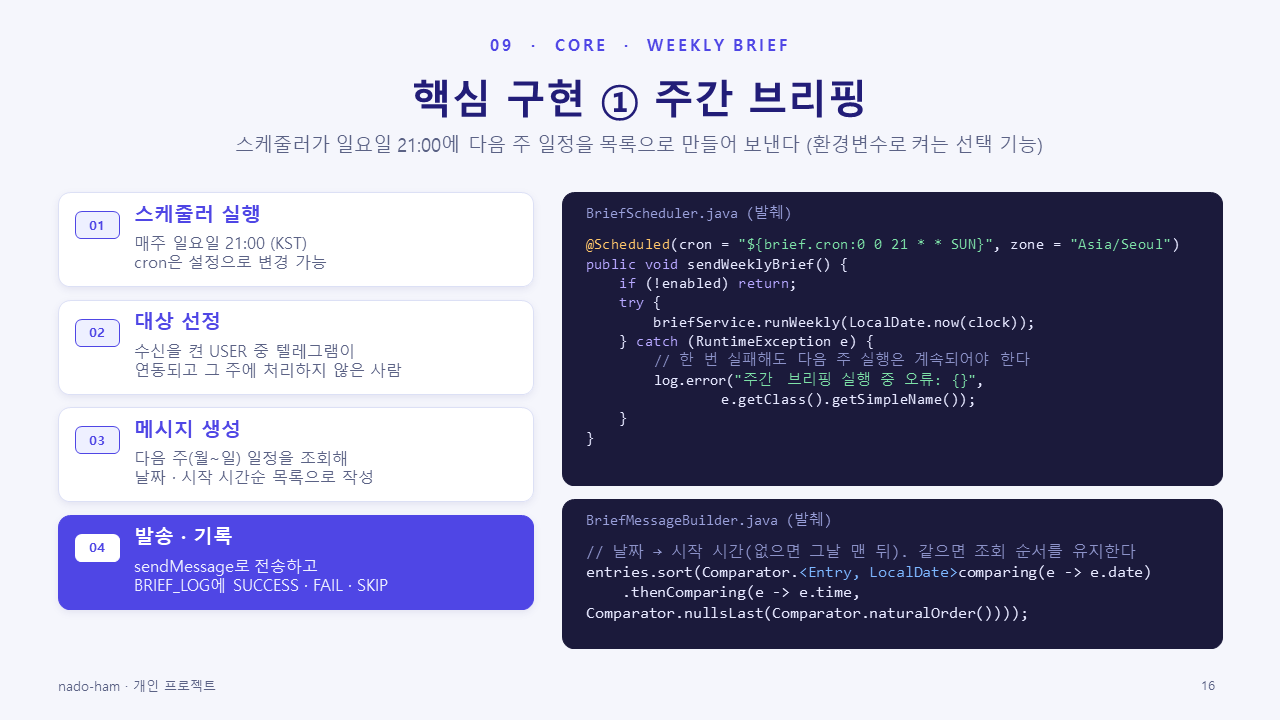 09 · CORE · WEEKLY BRIEF
핵심 구현 ① 주간 브리핑
스케줄러가 일요일 21:00에 다음 주 일정을 목록으로 만들어 보낸다 (환경변수로 켜는 선택 기능)
01
스케줄러 실행
매주 일요일 21:00 (KST)
cron은 설정으로 변경 가능
02
대상 선정
수신을 켠 USER 중 텔레그램이
연동되고 그 주에 처리하지 않은 사람
03
메시지 생성
다음 주(월~일) 일정을 조회해
날짜 · 시작 시간순 목록으로 작성
04
발송 · 기록
sendMessage로 전송하고
BRIEF_LOG에 SUCCESS · FAIL · SKIP
BriefScheduler.java (발췌)
@Scheduled(cron = "${brief.cron:0 0 21 * * SUN}", zone = "Asia/Seoul")
public void sendWeeklyBrief() {
    if (!enabled) return;
    try {
        briefService.runWeekly(LocalDate.now(clock));
    } catch (RuntimeException e) {
        // 한 번 실패해도 다음 주 실행은 계속되어야 한다
        log.error("주간 브리핑 실행 중 오류: {}",
                e.getClass().getSimpleName());
    }
}
BriefMessageBuilder.java (발췌)
// 날짜 → 시작 시간(없으면 그날 맨 뒤). 같으면 조회 순서를 유지한다
entries.sort(Comparator.<Entry, LocalDate>comparing(e -> e.date)
    .thenComparing(e -> e.time,
Comparator.nullsLast(Comparator.naturalOrder())));
nado-ham · 개인 프로젝트
16